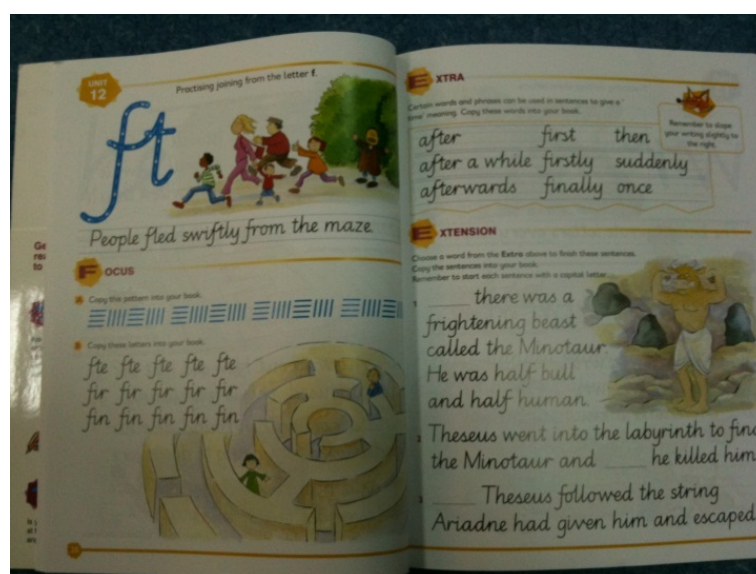 UNIT
12
Practising joining from the letter f.
ft
People fled swiftly from the maze.
FOCUS
A Copy this pattern into your book.
B Copy these letters into your book.
fte fte fte fte fte
fir fir fir fir fir
fin fin fin fin fin
EXTRA
Certain words and phrases can be used in sentences to give a
'time' meaning. Copy these words into your book.
Remember to slope
your writing slightly to
the right.
after first then
after a while firstly suddenly
afterwards finally once
EXTENSION
Choose a word from the Extra above to finish these sentences.
Copy the sentences into your book.
Remember to start each sentence with a capital letter.
1 ____ there was a
frightening beast
called the Minotaur.
He was half bull
and half human.
2 Theseus went into the labyrinth to find
the Minotaur and ____ he killed him.
3 ____ Theseus followed the string
Ariadne had given him and escaped.